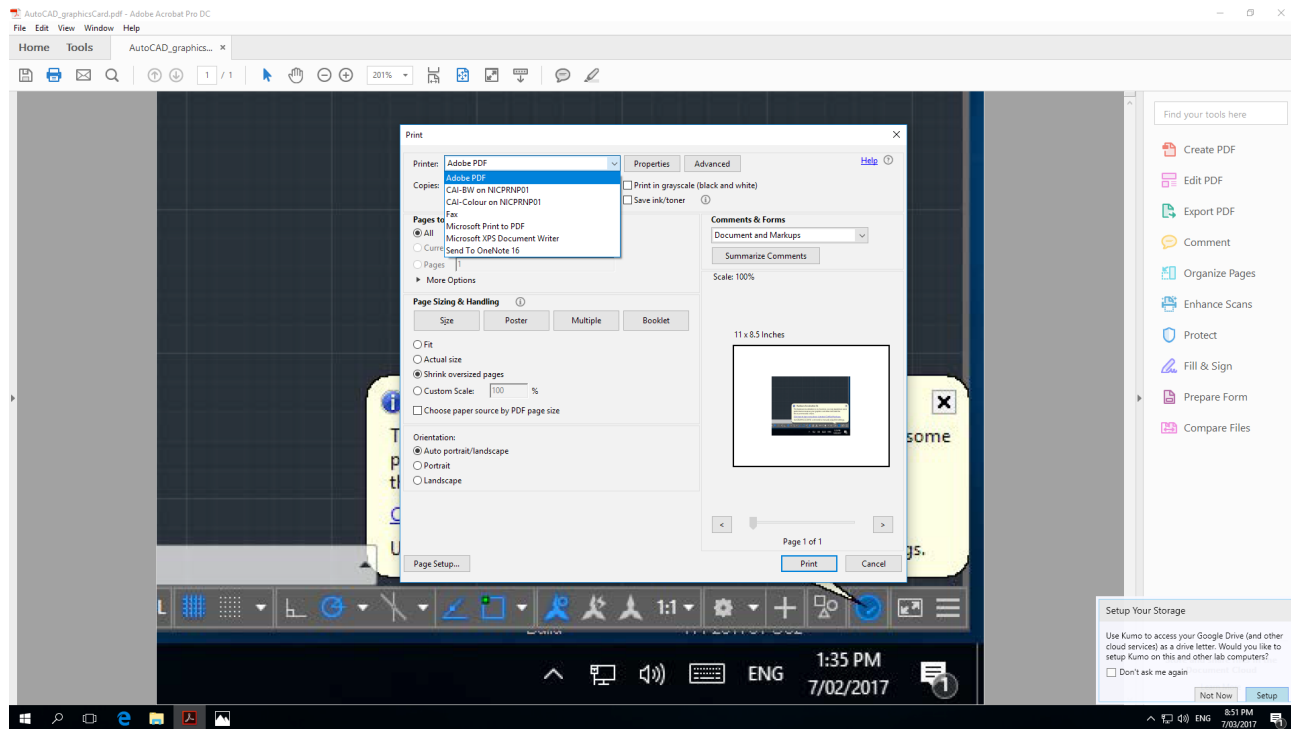 AutoCAD_graphicsCard.pdf - Adobe Acrobat Pro DC
File Edit View Window Help
Home Tools AutoCAD_graphics... ×
1 / 1 201%
Find your tools here
Create PDF
Edit PDF
Export PDF
Comment
Organize Pages
Enhance Scans
Protect
Fill & Sign
Prepare Form
Compare Files
Print
Printer: Adobe PDF Properties Advanced Help
Adobe PDF
CAI-BW on NICPRNP01
CAI-Colour on NICPRNP01
Fax
Microsoft Print to PDF
Microsoft XPS Document Writer
Send To OneNote 16
Copies: Print in grayscale (black and white)
Save ink/toner
Pages to
All
Curre
Pages 1
More Options
Comments & Forms
Document and Markups
Summarize Comments
Scale: 100%
Page Sizing & Handling
Size Poster Multiple Booklet
Fit
Actual size
Shrink oversized pages
Custom Scale: 100 %
Choose paper source by PDF page size
11 x 8.5 Inches
Orientation:
Auto portrait/landscape
Portrait
Landscape
< >
Page 1 of 1
Page Setup... Print Cancel
some
gs.
1:1
ENG 1:35 PM
7/02/2017
1
Setup Your Storage
Use Kumo to access your Google Drive (and other
cloud services) as a drive letter. Would you like to
setup Kumo on this and other lab computers?
Don't ask me again
Not Now Setup
ENG 8:51 PM
7/03/2017